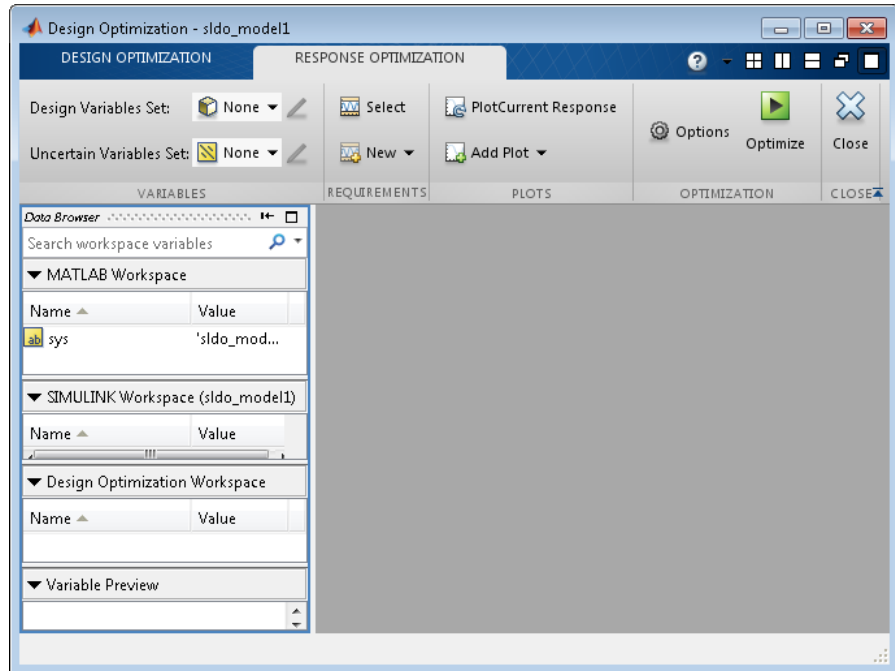 Design Optimization - sldo_model1
DESIGN OPTIMIZATION
RESPONSE OPTIMIZATION
?
Design Variables Set:
None
Uncertain Variables Set:
None
VARIABLES
Select
New
REQUIREMENTS
PlotCurrent Response
Add Plot
PLOTS
Options
Optimize
OPTIMIZATION
Close
CLOSE
Data Browser
Search workspace variables
MATLAB Workspace
Name Value
ab sys 'sldo_mod...
SIMULINK Workspace (sldo_model1)
Name Value
Design Optimization Workspace
Name Value
Variable Preview